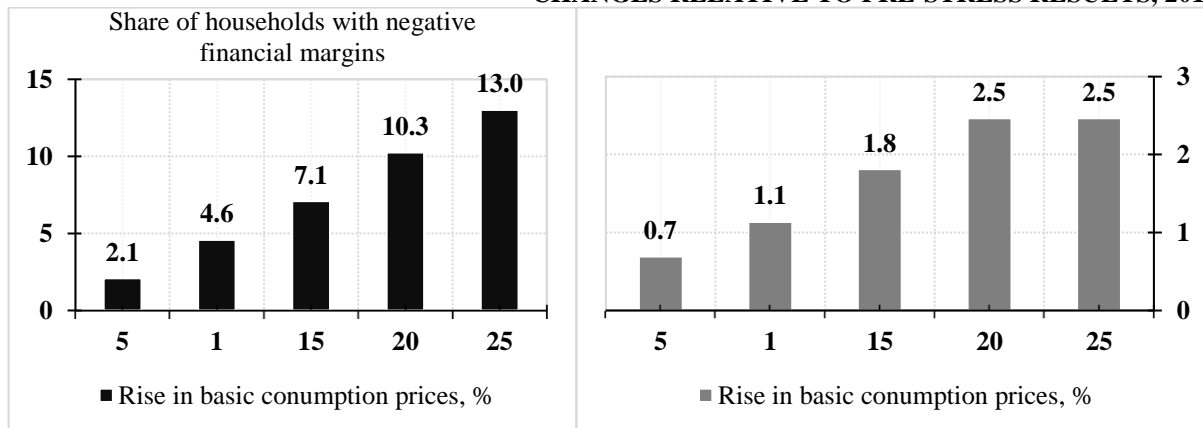 CHANGES RELATIVE TO PRE-STRESS RESULTS, 201
Share of households with negative
financial margins
15
10
5
0
2.1
4.6
7.1
10.3
13.0
5 1 15 20 25
■ Rise in basic conumption prices, %
0.7
1.1
1.8
2.5
2.5
3
2
1
0
5 1 15 20 25
■ Rise in basic conumption prices, %